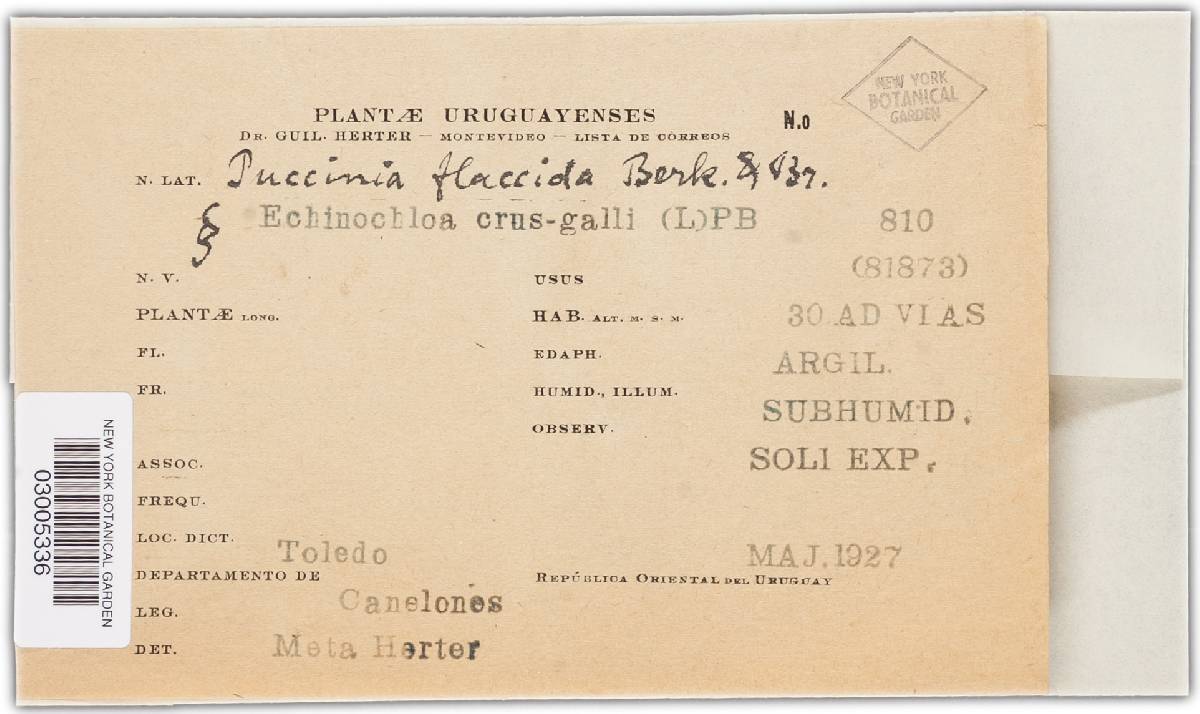 NEW YORK
BOTANICAL
GARDEN
PLANTÆ URUGUAYENSES N.o
DR. GUIL. HERTER — MONTEVIDEO — LISTA DE CORREOS
N. LAT. Puccinia flaccida Berk. & Br.
Echinochloa crus-galli (L)PB 810
(81873)
N. V. USUS
PLANTÆ LONG. HAB. ALT. M. S. M. 30 AD VIAS
FL. EDAPH. ARGIL.
FR. HUMID., ILLUM. SUBHUMID.
OBSERV. SOLI EXP.
ASSOC.
FREQU.
LOC. DICT. Toledo MAJ.1927
DEPARTAMENTO DE Canelones REPÚBLICA ORIENTAL DEL URUGUAY
LEG.
DET. Meta Herter
NEW YORK BOTANICAL GARDEN
03005336